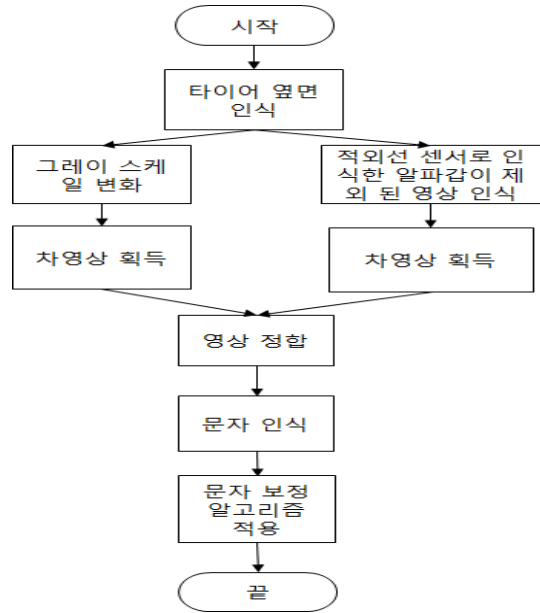 시작
타이어 옆면
인식
그레이 스케
일 변화
적외선 센서로 인
식한 알파갑이 제
외 된 영상 인식
차영상 획득
차영상 획득
영상 정합
문자 인식
문자 보정
알고리즘
적용
끝